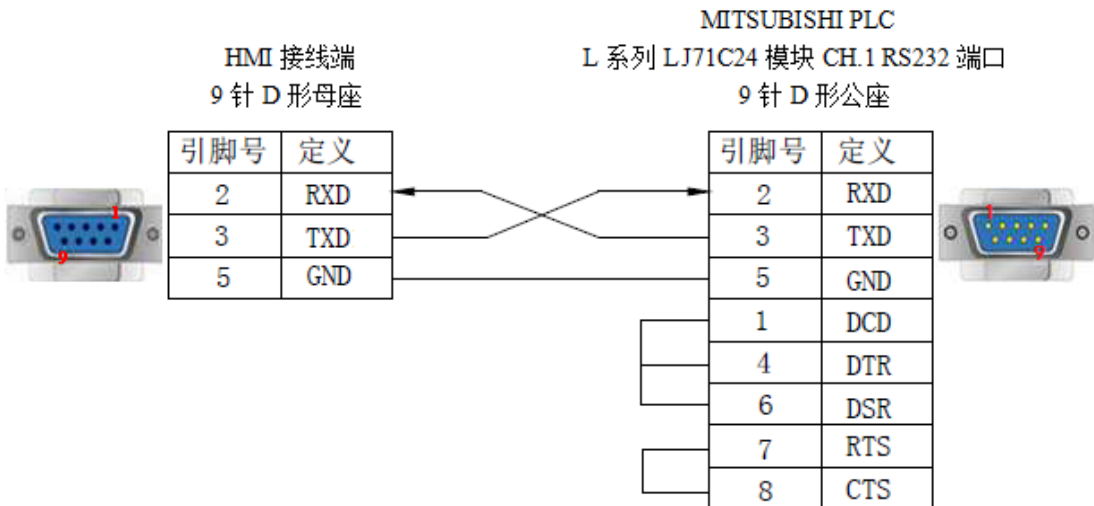 MITSUBISHI PLC
HMI 接线端
L 系列 LJ71C24 模块 CH.1 RS232 端口
9 针 D 形母座
9 针 D 形公座
引脚号 定义
2 RXD
3 TXD
5 GND
1
9
引脚号 定义
2 RXD
3 TXD
5 GND
1 DCD
4 DTR
6 DSR
7 RTS
8 CTS
1
9